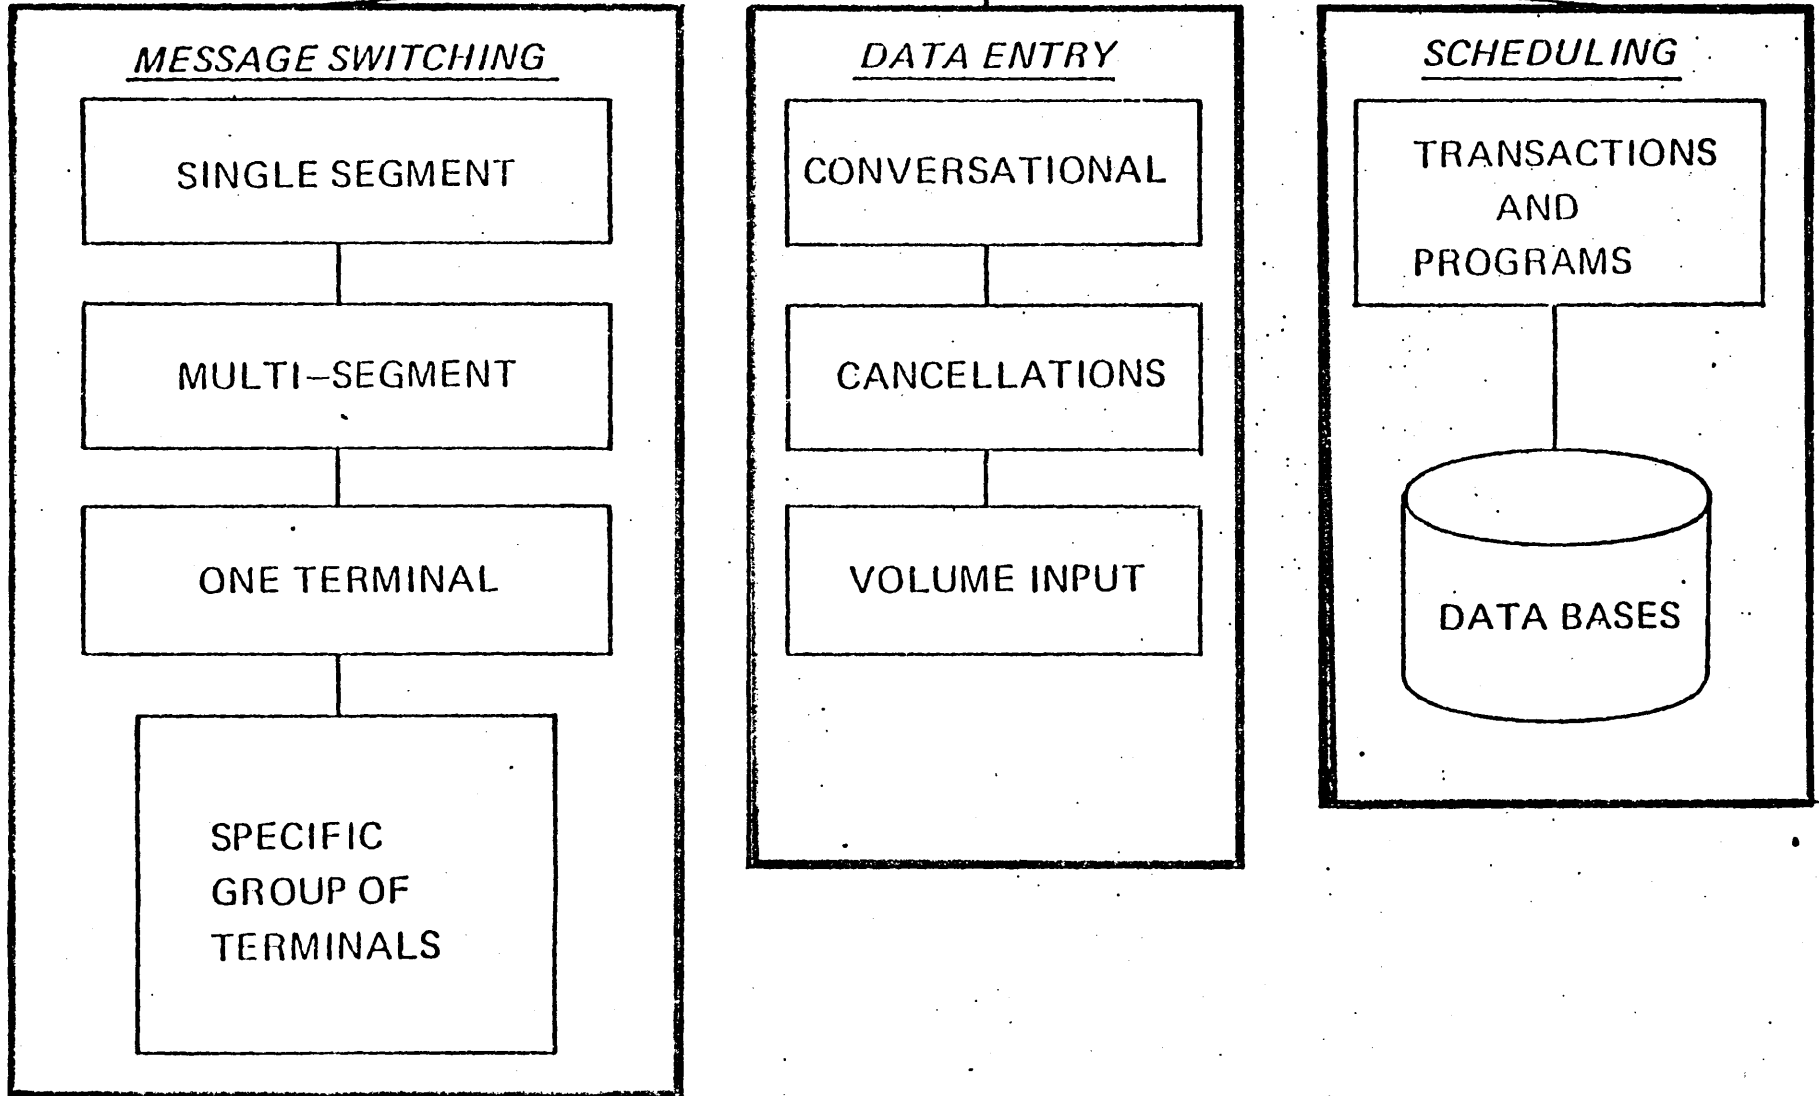 MESSAGE SWITCHING
SINGLE SEGMENT
MULTI-SEGMENT
ONE TERMINAL
SPECIFIC
GROUP OF
TERMINALS
DATA ENTRY
CONVERSATIONAL
CANCELLATIONS
VOLUME INPUT
SCHEDULING
TRANSACTIONS
AND
PROGRAMS
DATA BASES